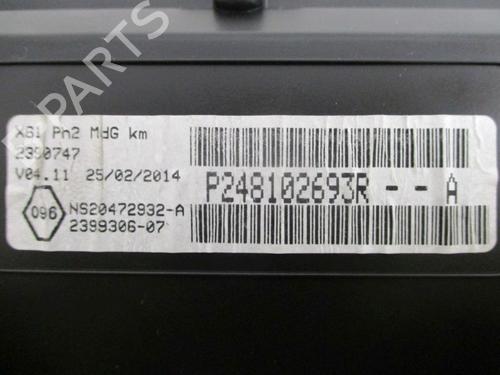 X61 Ph2 MdG km
2390747
V04.11 25/02/2014
P248102693R - - A
096
NS20472932-A
2399306-07
B-PARTS